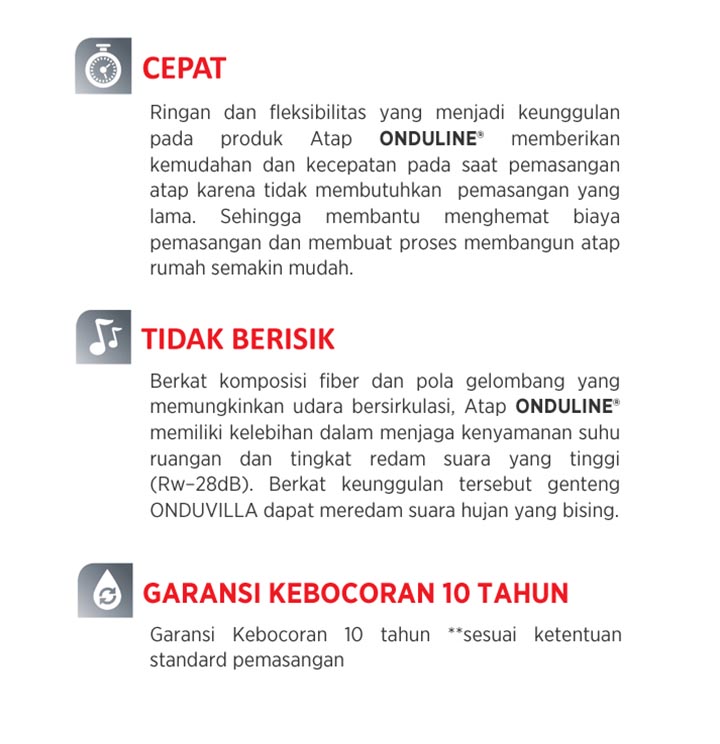 CEPAT
Ringan dan fleksibilitas yang menjadi keunggulan
pada produk Atap ONDULINE® memberikan
kemudahan dan kecepatan pada saat pemasangan
atap karena tidak membutuhkan pemasangan yang
lama. Sehingga membantu menghemat biaya
pemasangan dan membuat proses membangun atap
rumah semakin mudah.
TIDAK BERISIK
Berkat komposisi fiber dan pola gelombang yang
memungkinkan udara bersirkulasi, Atap ONDULINE®
memiliki kelebihan dalam menjaga kenyamanan suhu
ruangan dan tingkat redam suara yang tinggi
(Rw–28dB). Berkat keunggulan tersebut genteng
ONDUVILLA dapat meredam suara hujan yang bising.
GARANSI KEBOCORAN 10 TAHUN
Garansi Kebocoran 10 tahun **sesuai ketentuan
standard pemasangan